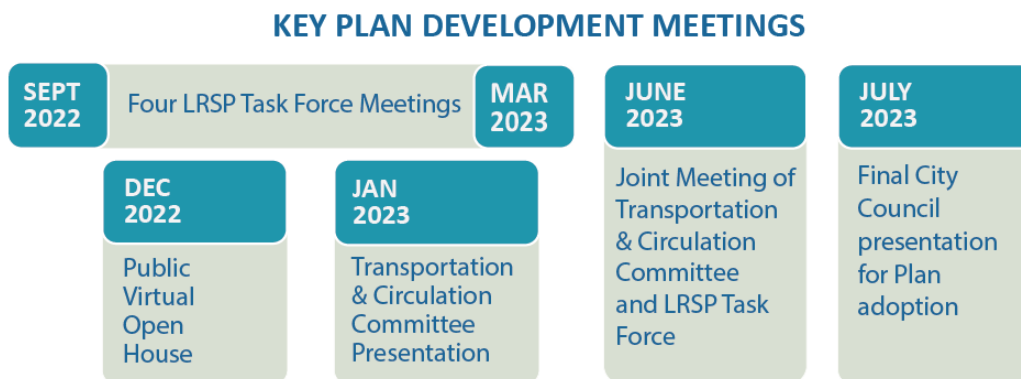 KEY PLAN DEVELOPMENT MEETINGS
SEPT
2022
Four LRSP Task Force Meetings
MAR
2023
DEC
2022
Public
Virtual
Open
House
JAN
2023
Transportation
& Circulation
Committee
Presentation
JUNE
2023
Joint Meeting of
Transportation
& Circulation
Committee
and LRSP Task
Force
JULY
2023
Final City
Council
presentation
for Plan
adoption